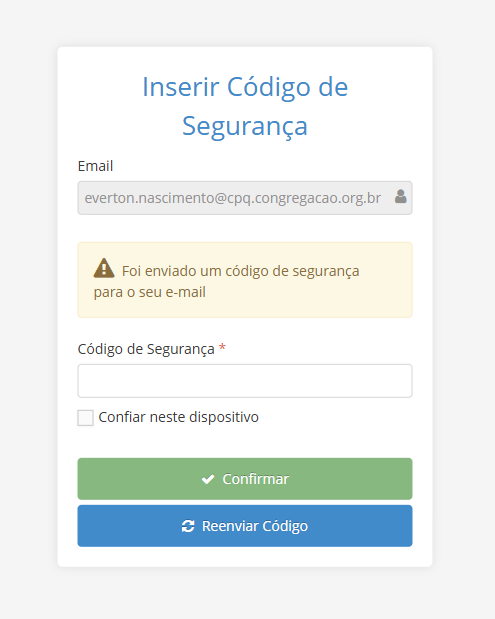 Inserir Código de
Segurança
Email
everton.nascimento@cpq.congregacao.org.br
Foi enviado um código de segurança
para o seu e-mail
Código de Segurança *
Confiar neste dispositivo
Confirmar
Reenviar Código